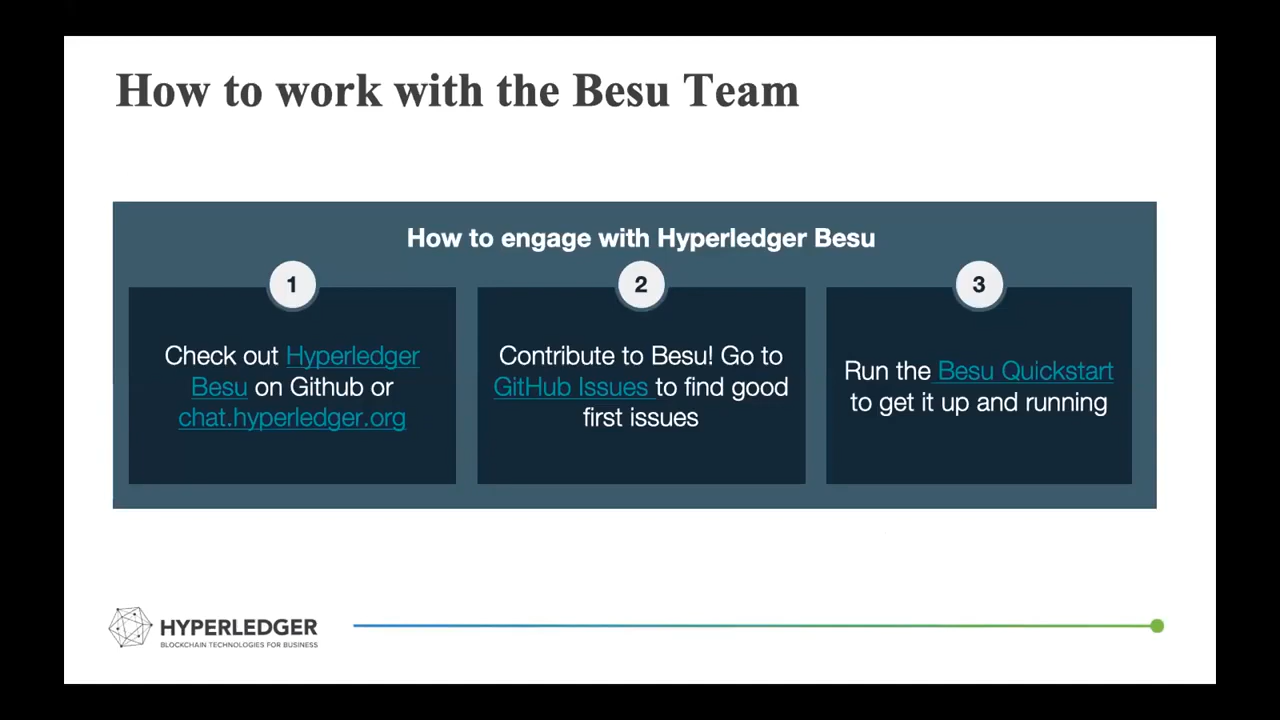 How to work with the Besu Team
How to engage with Hyperledger Besu
1
Check out Hyperledger
Besu on Github or
chat.hyperledger.org
2
Contribute to Besu! Go to
GitHub Issues to find good
first issues
3
Run the Besu Quickstart
to get it up and running
HYPERLEDGER
BLOCKCHAIN TECHNOLOGIES FOR BUSINESS